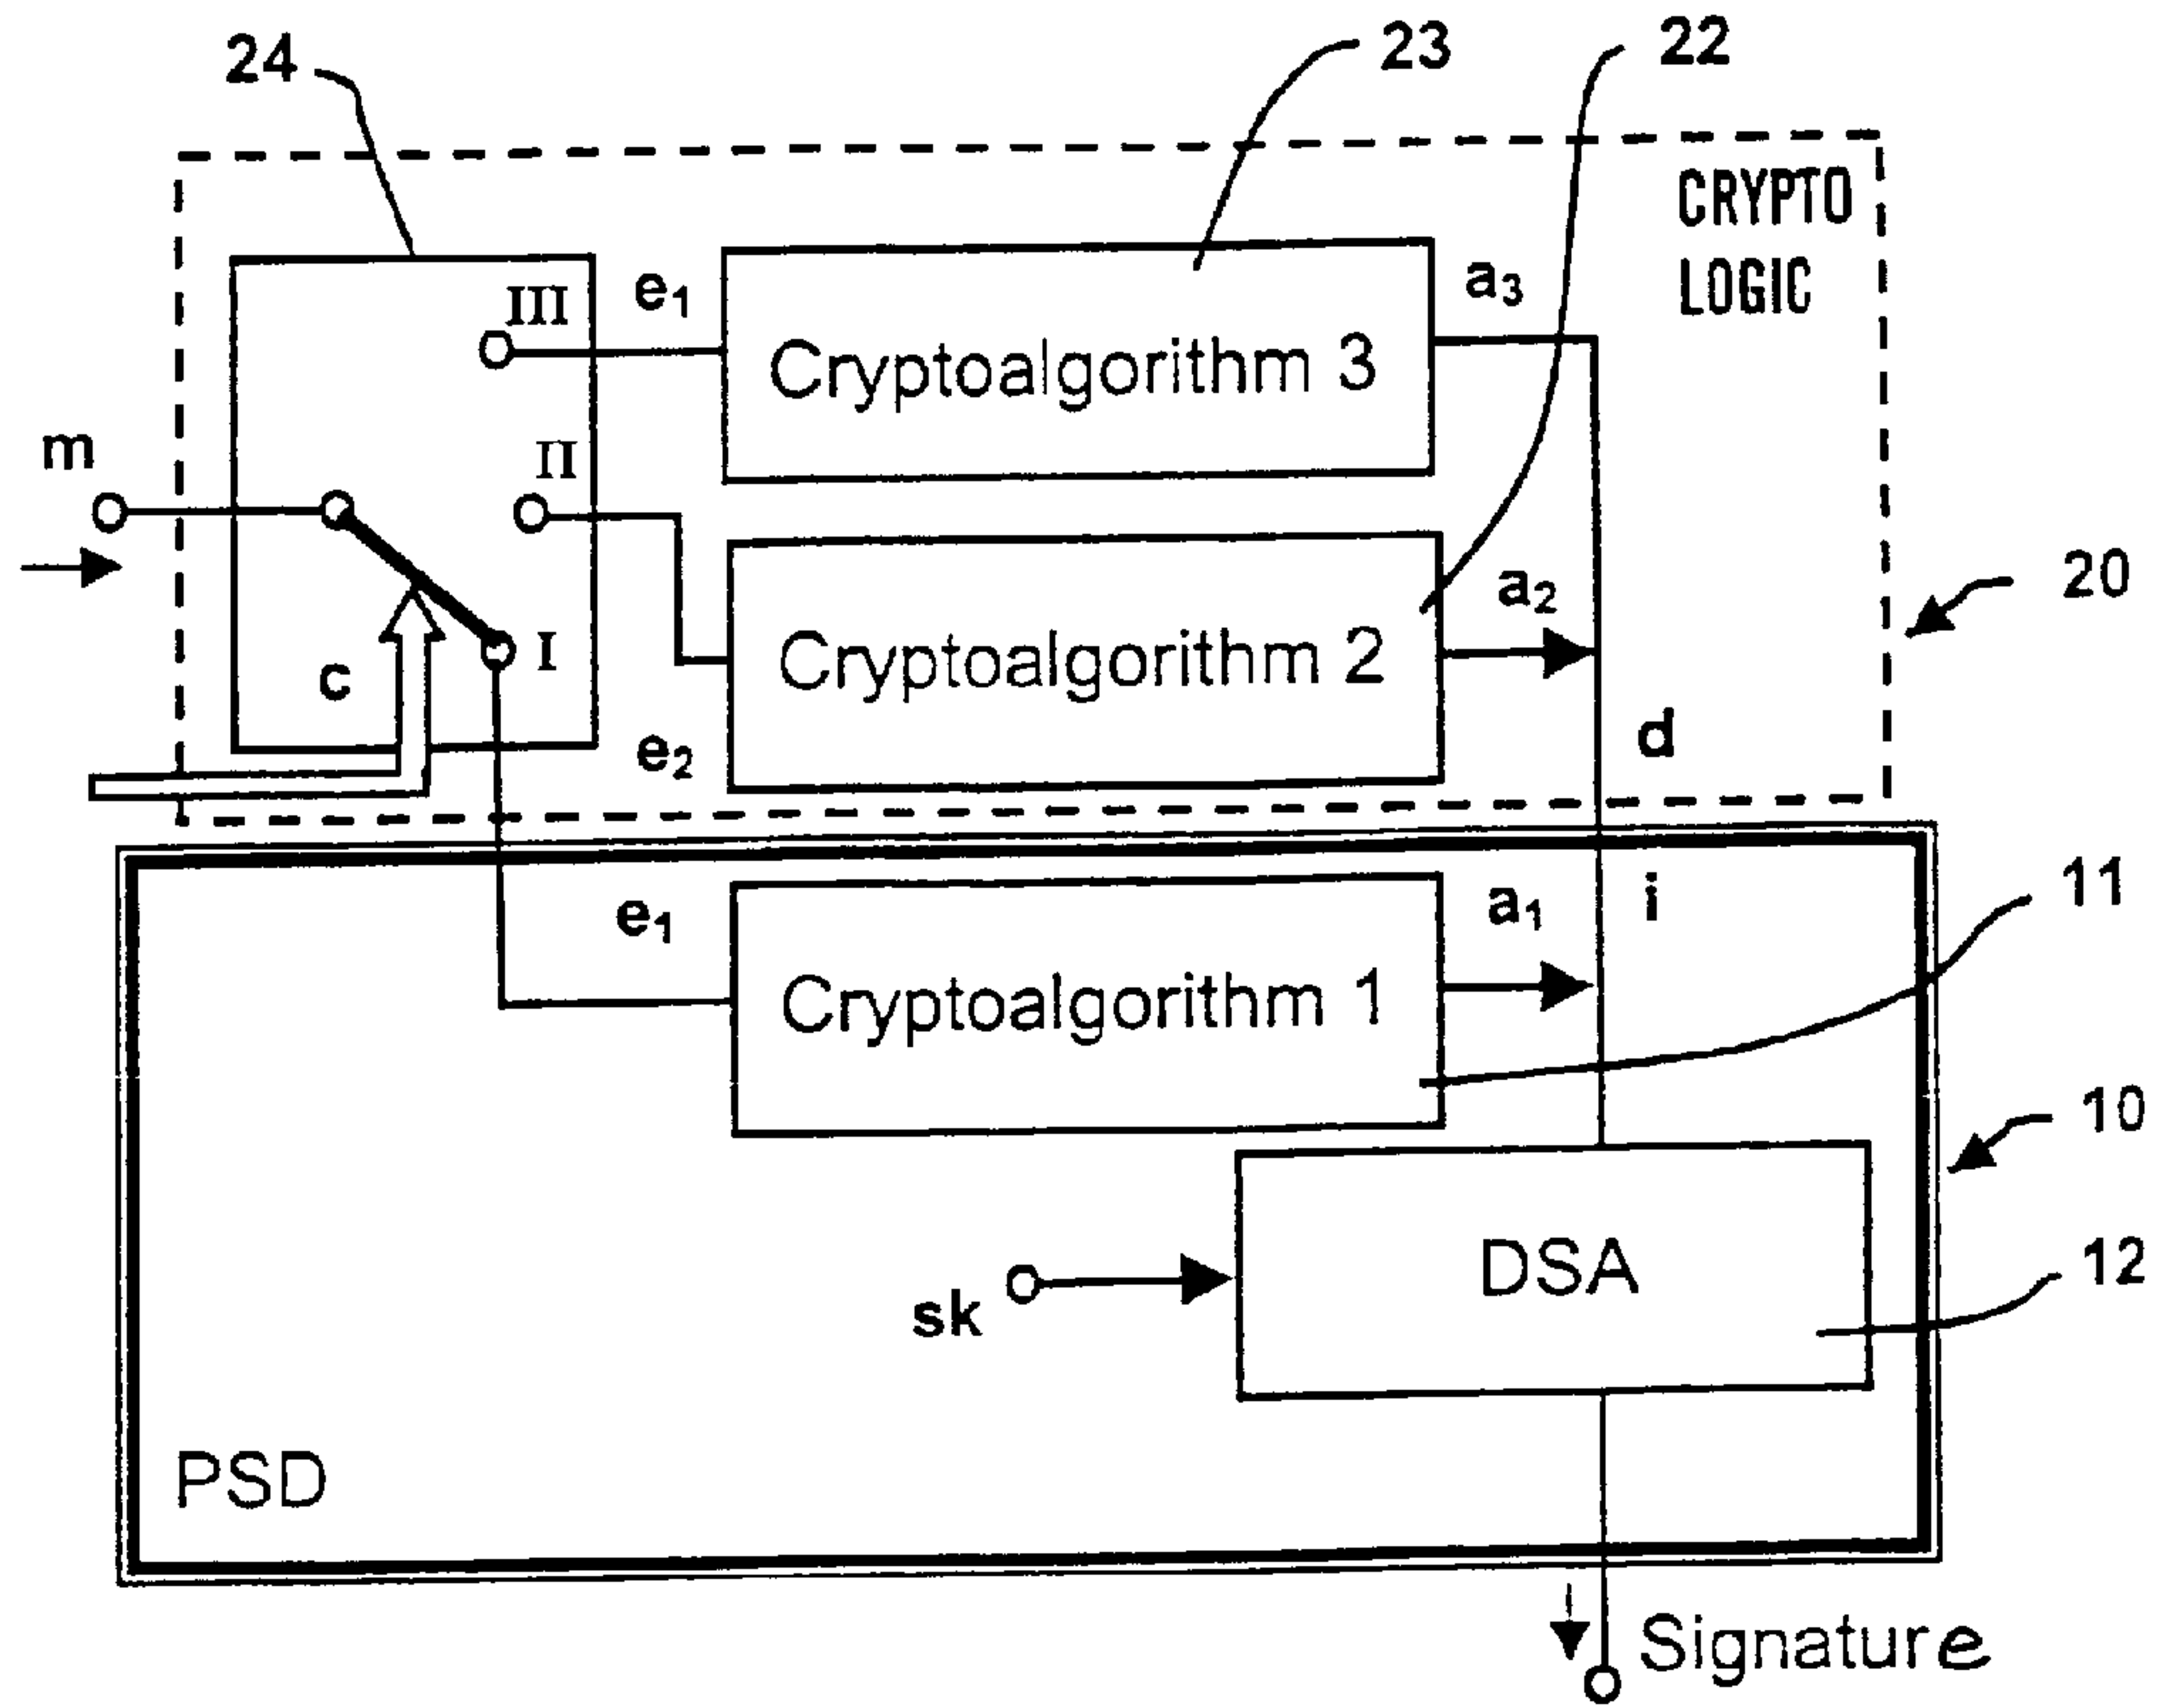 24
23
22
CRYPTO
LOGIC
III
e1
Cryptoalgorithm 3
a3
m
II
20
c
I
Cryptoalgorithm 2
a2
e2
d
11
e1
Cryptoalgorithm 1
a1
i
10
sk
DSA
12
PSD
Signature